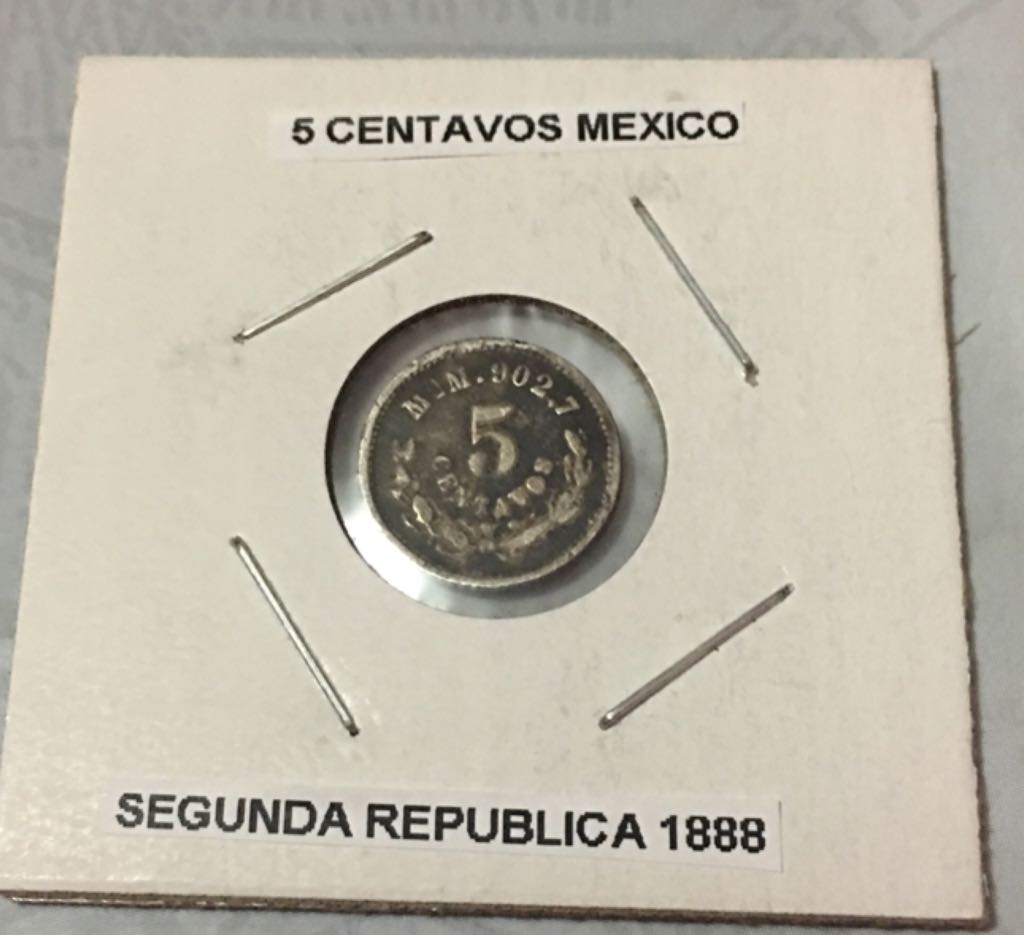 5 CENTAVOS MEXICO
M M. 902.7
5
CENTAVOS
SEGUNDA REPUBLICA 1888